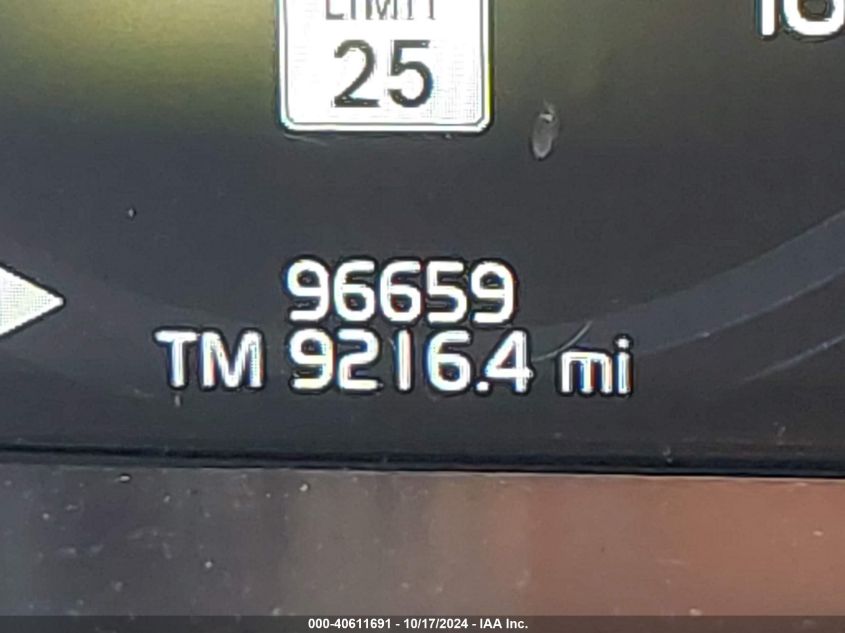 LIMIT
25
96659
TM 9216.4 mi
000-40611691 - 10/17/2024 - IAA Inc.